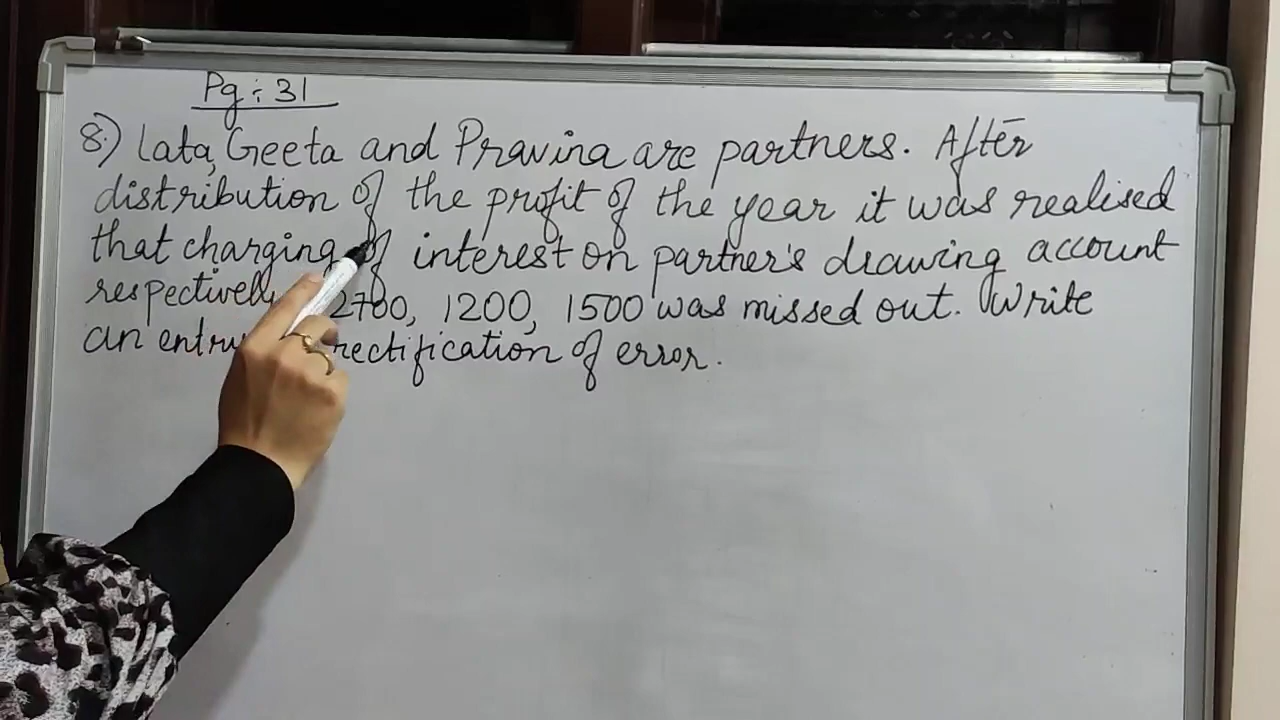 Pg ÷ 31
8.) Lata, Geeta and Pravina are partners. After
distribution of the profit of the year it was realised
that charging of interest on partner's drawing account
respectively 2700, 1200, 1500 was missed out. Write
an rectification of error.